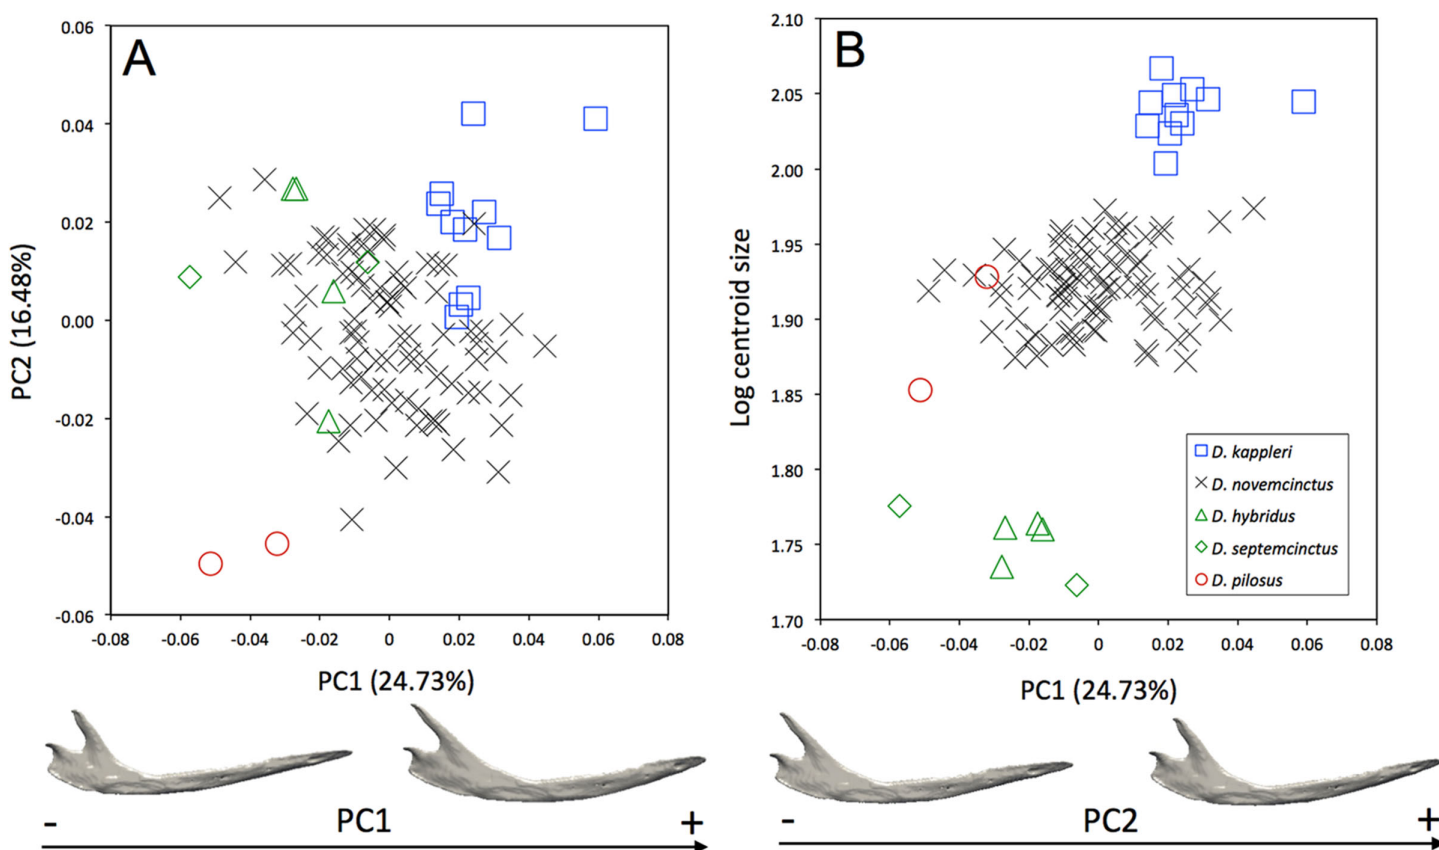 A
0.06
0.04
0.02
0.00
-0.02
-0.04
-0.06
PC2 (16.48%)
-0.08 -0.06 -0.04 -0.02 0 0.02 0.04 0.06 0.08
PC1 (24.73%)
- PC1 +
B
2.10
2.05
2.00
1.95
1.90
1.85
1.80
1.75
1.70
Log centroid size
D. kappleri
D. novemcinctus
D. hybridus
D. septemcinctus
D. pilosus
-0.08 -0.06 -0.04 -0.02 0 0.02 0.04 0.06 0.08
PC1 (24.73%)
- PC2 +